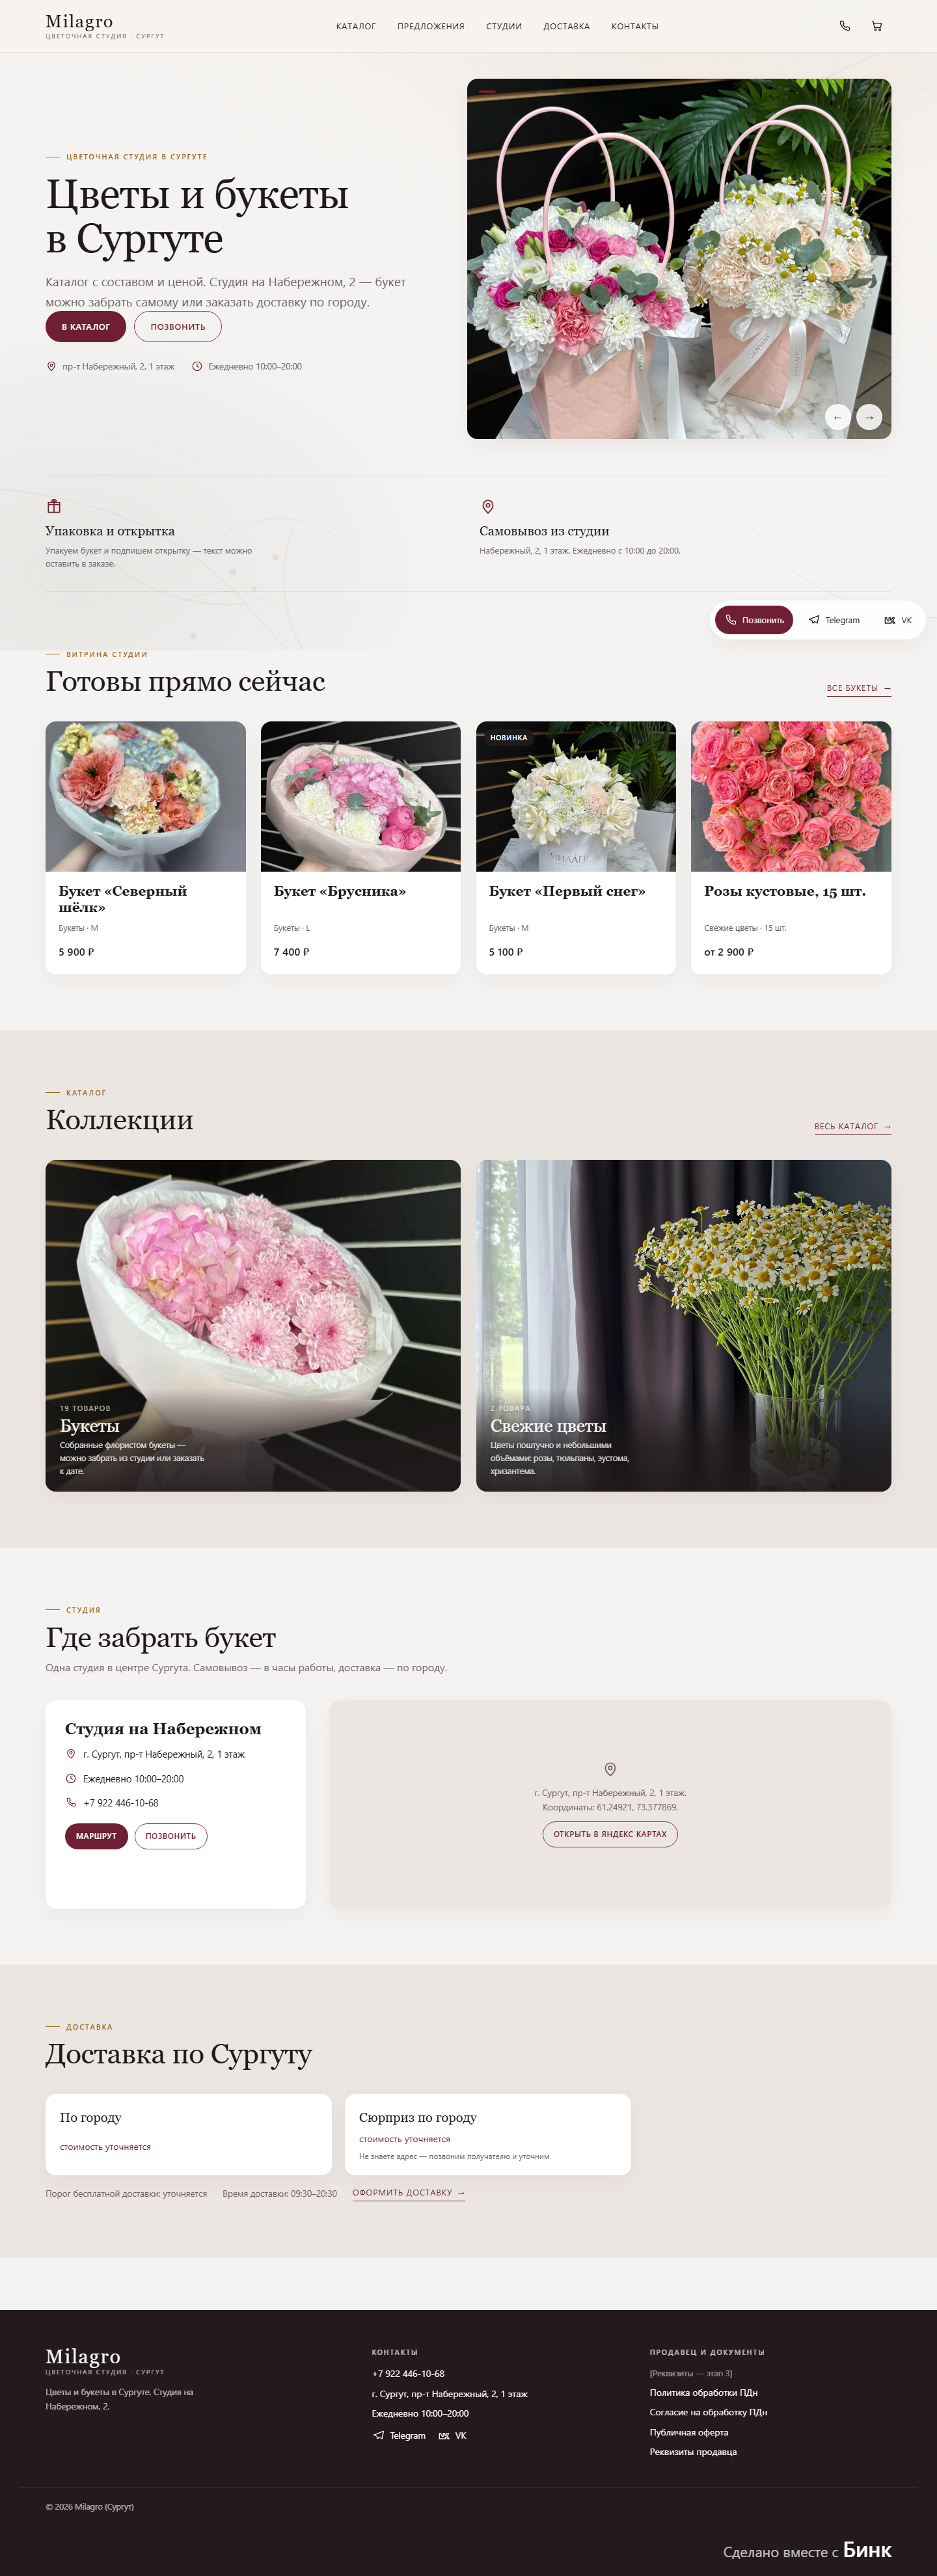 Milagro
ЦВЕТОЧНАЯ СТУДИЯ · СУРГУТ
КАТАЛОГ
ПРЕДЛОЖЕНИЯ
СТУДИИ
ДОСТАВКА
КОНТАКТЫ
ЦВЕТОЧНАЯ СТУДИЯ В СУРГУТЕ
Цветы и букеты
в Сургуте
Каталог с составом и ценой. Студия на Набережном, 2 — букет
можно забрать самому или заказать доставку по городу.
В КАТАЛОГ
ПОЗВОНИТЬ
пр-т Набережный, 2, 1 этаж
Ежедневно 10:00–20:00
← →
Упаковка и открытка
Упакуем букет и подпишем открытку — текст можно
оставить в заказе.
Самовывоз из студии
Набережный, 2, 1 этаж. Ежедневно с 10:00 до 20:00.
Позвонить
Telegram
VK
ВИТРИНА СТУДИИ
Готовы прямо сейчас
ВСЕ БУКЕТЫ →
Букет «Северный
шёлк»
Букеты · M
5 900 ₽
Букет «Брусника»
Букеты · L
7 400 ₽
НОВИНКА
МИЛАГРО
Букет «Первый снег»
Букеты · M
5 100 ₽
Розы кустовые, 15 шт.
Свежие цветы · 15 шт.
от 2 900 ₽
КАТАЛОГ
Коллекции
ВЕСЬ КАТАЛОГ →
19 ТОВАРОВ
Букеты
Собранные флористом букеты —
можно забрать из студии или заказать
к дате.
2 ТОВАРА
Свежие цветы
Цветы поштучно и небольшими
объёмами: розы, тюльпаны, эустома,
хризантема.
СТУДИЯ
Где забрать букет
Одна студия в центре Сургута. Самовывоз — в часы работы, доставка — по городу.
Студия на Набережном
г. Сургут, пр-т Набережный, 2, 1 этаж
Ежедневно 10:00–20:00
+7 922 446-10-68
МАРШРУТ
ПОЗВОНИТЬ
г. Сургут, пр-т Набережный, 2, 1 этаж.
Координаты: 61.24921, 73.377869.
ОТКРЫТЬ В ЯНДЕКС КАРТАХ
ДОСТАВКА
Доставка по Сургуту
По городу
стоимость уточняется
Сюрприз по городу
стоимость уточняется
Не знаете адрес — позвоним получателю и уточним
Порог бесплатной доставки: уточняется
Время доставки: 09:30–20:30
ОФОРМИТЬ ДОСТАВКУ →
Milagro
ЦВЕТОЧНАЯ СТУДИЯ · СУРГУТ
Цветы и букеты в Сургуте. Студия на
Набережном, 2.
КОНТАКТЫ
+7 922 446-10-68
г. Сургут, пр-т Набережный, 2, 1 этаж
Ежедневно 10:00–20:00
Telegram
VK
ПРОДАВЕЦ И ДОКУМЕНТЫ
[Реквизиты — этап 3]
Политика обработки ПДн
Согласие на обработку ПДн
Публичная оферта
Реквизиты продавца
© 2026 Milagro (Сургут)
Сделано вместе с Бинк